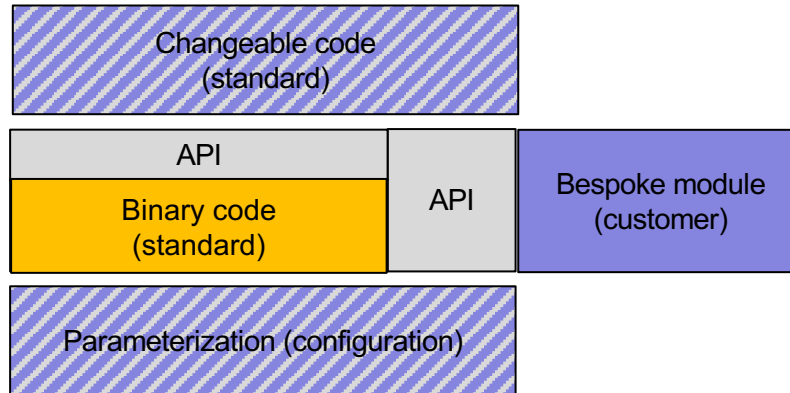 Changeable code
(standard)
API
Binary code
(standard)
API
Bespoke module
(customer)
Parameterization (configuration)